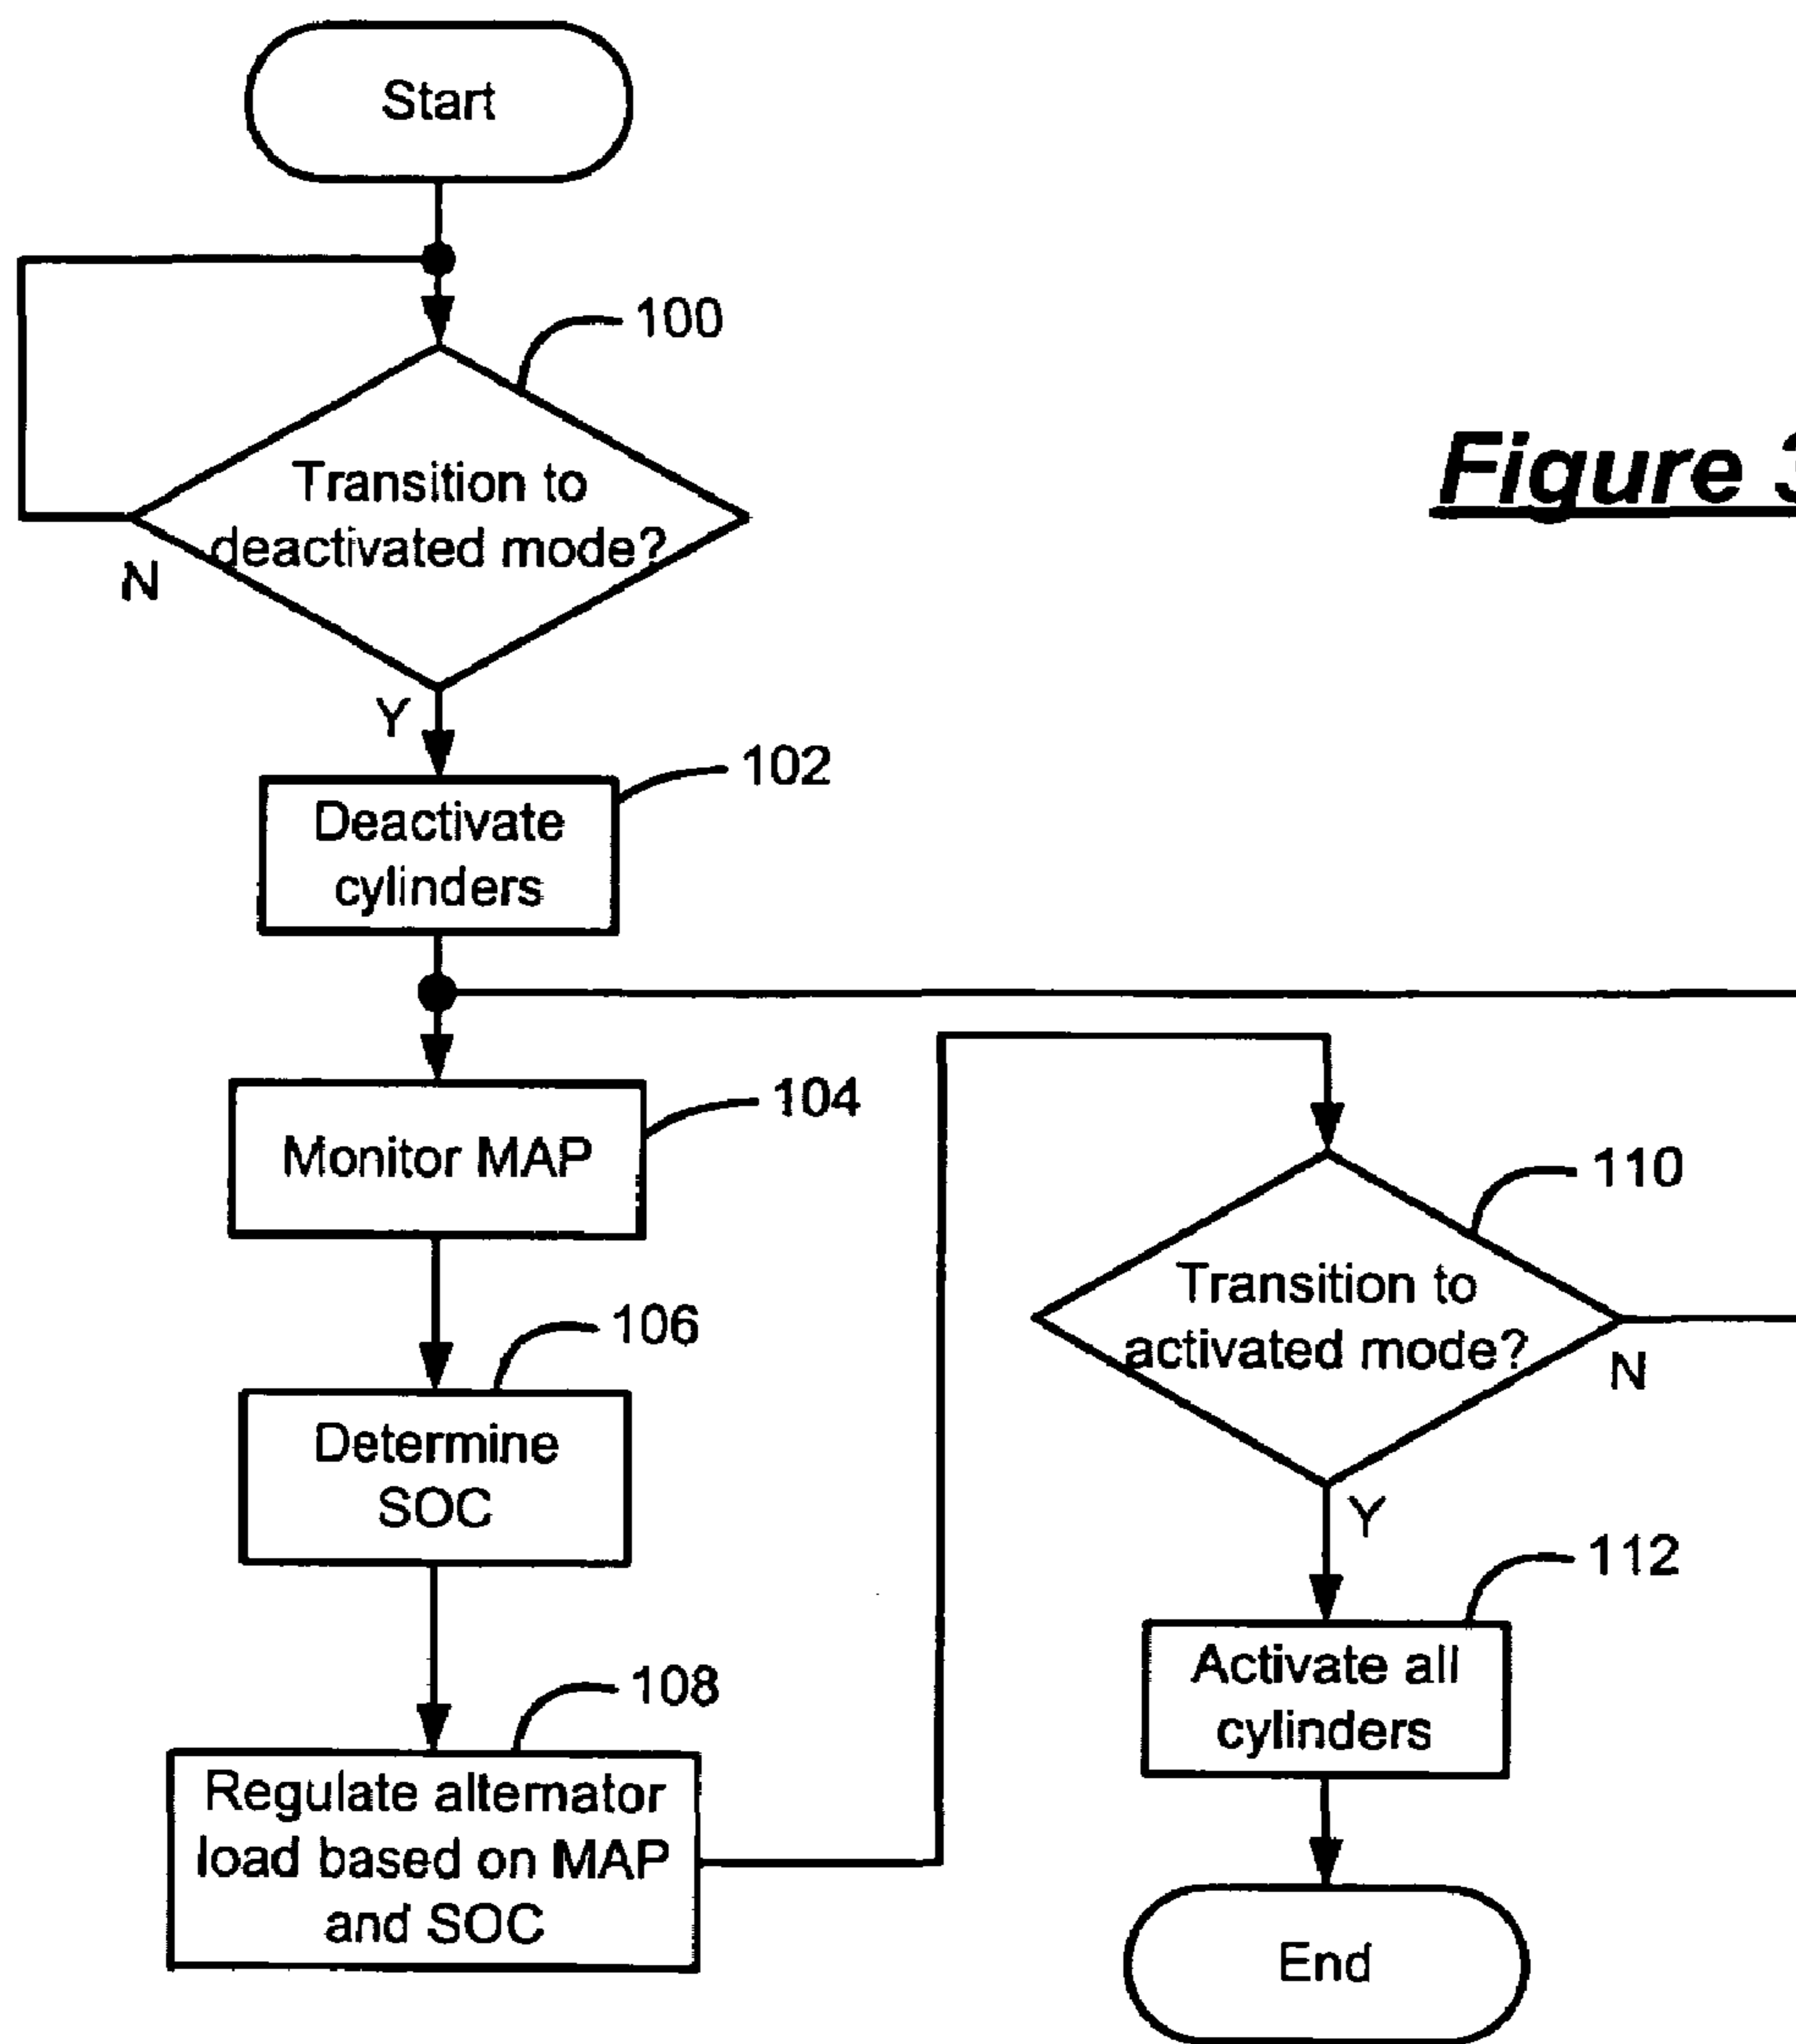 Start
100
Transition to
deactivated mode?
N
Y
102
Deactivate
cylinders
104
Monitor MAP
106
Determine
SOC
108
Regulate alternator
load based on MAP
and SOC
Figure 3
110
Transition to
activated mode?
N
Y
112
Activate all
cylinders
End